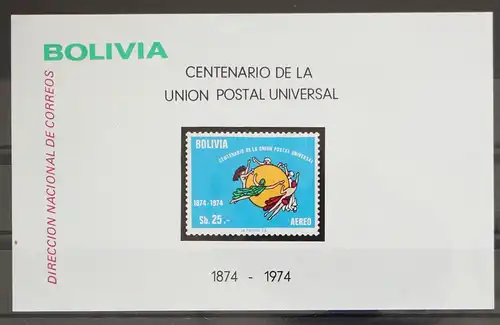 BOLIVIA
DIRECCION NACIONAL DE CORREOS
CENTENARIO DE LA
UNION POSTAL UNIVERSAL
BOLIVIA
CENTENARIO DE LA UNION POSTAL UNIVERSAL
1874-1974
$b. 25.-
AEREO
1874 - 1974